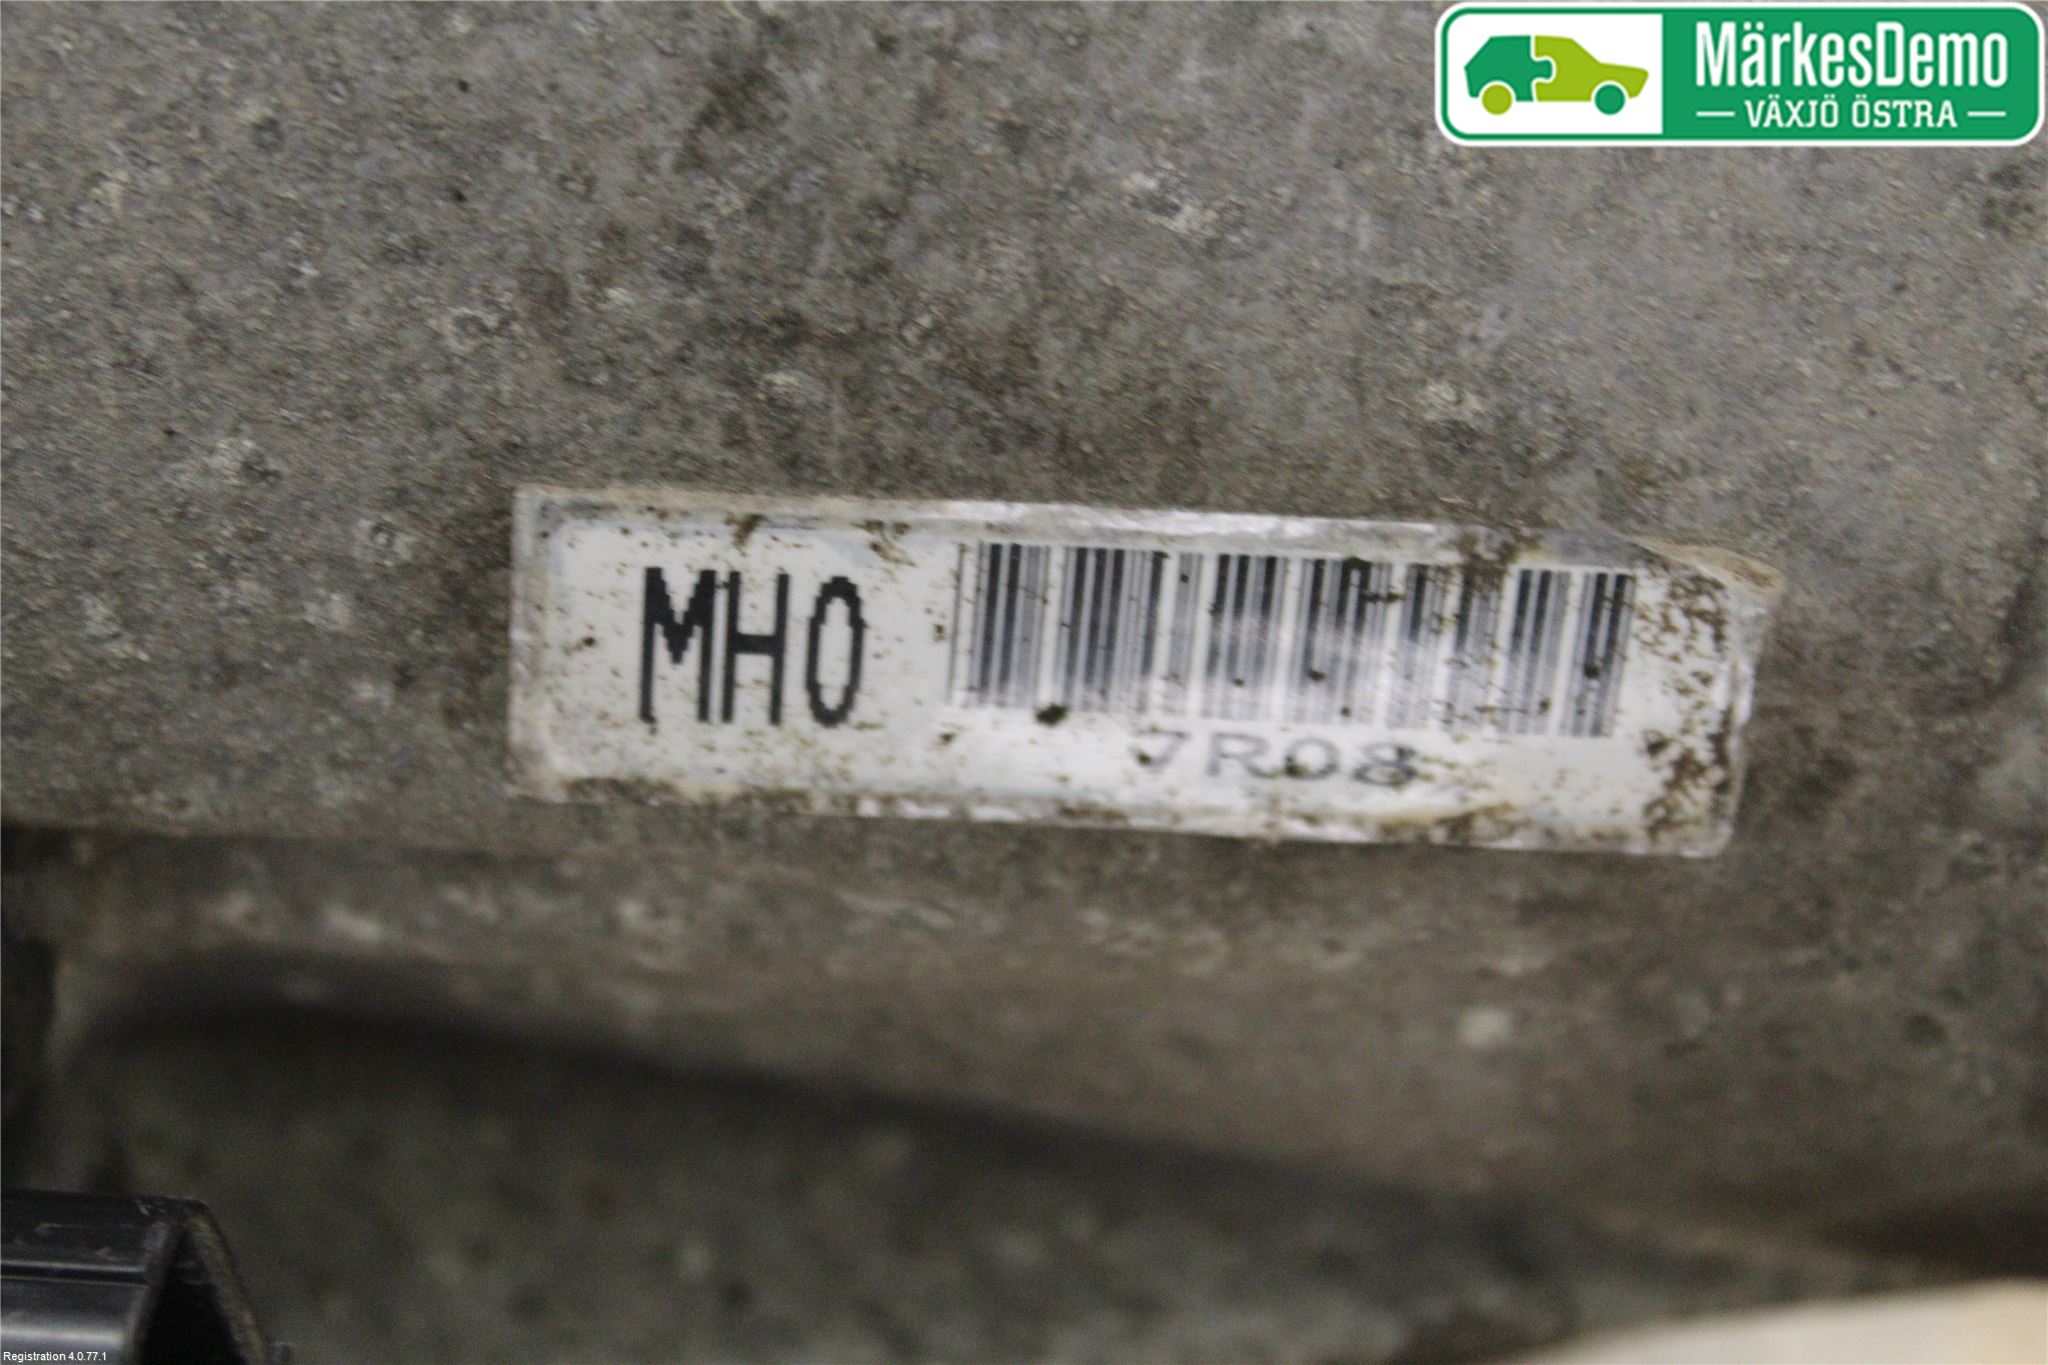 MärkesDemo
VÄXJÖ ÖSTRA
MH0
7R08
Registration 4.0.77.1